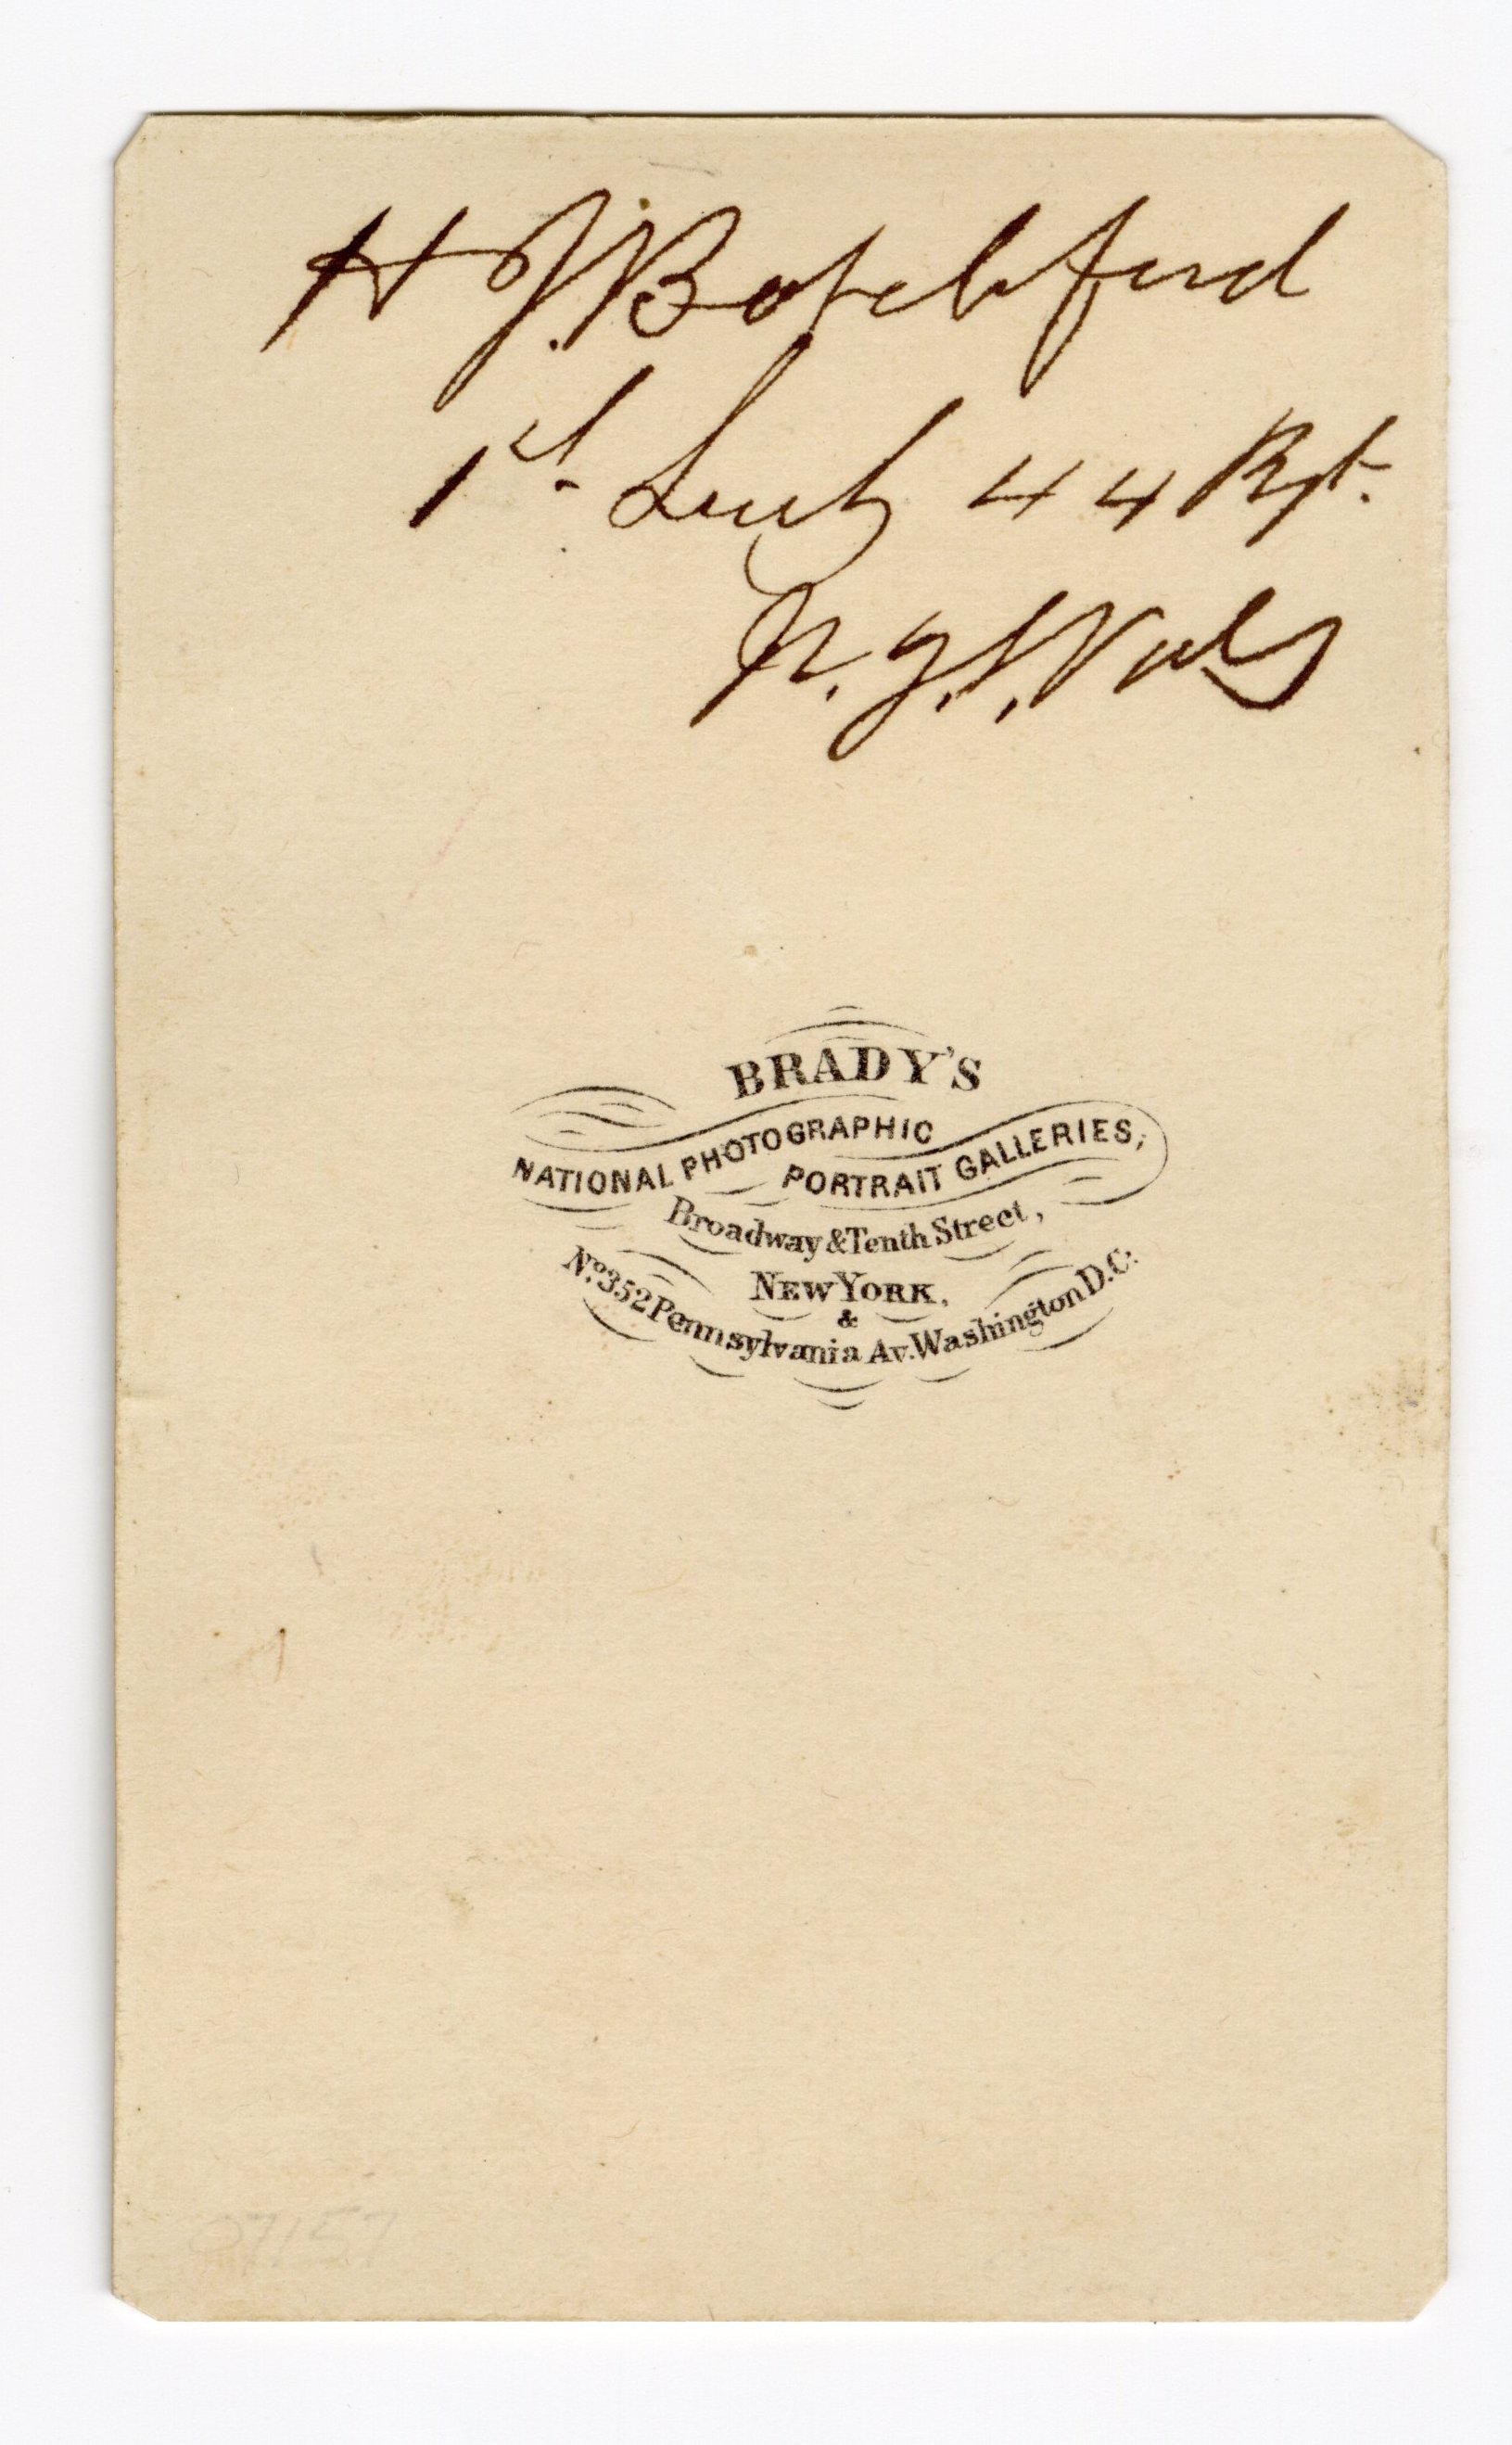 H J. Botchford
1st Lieut 44 Rgt.
N.Y.S. Vols
BRADY'S
NATIONAL PHOTOGRAPHIC
PORTRAIT GALLERIES,
Broadway & Tenth Street,
NEW YORK,
&
No. 352 Pennsylvania Av. Washington D.C.
07157